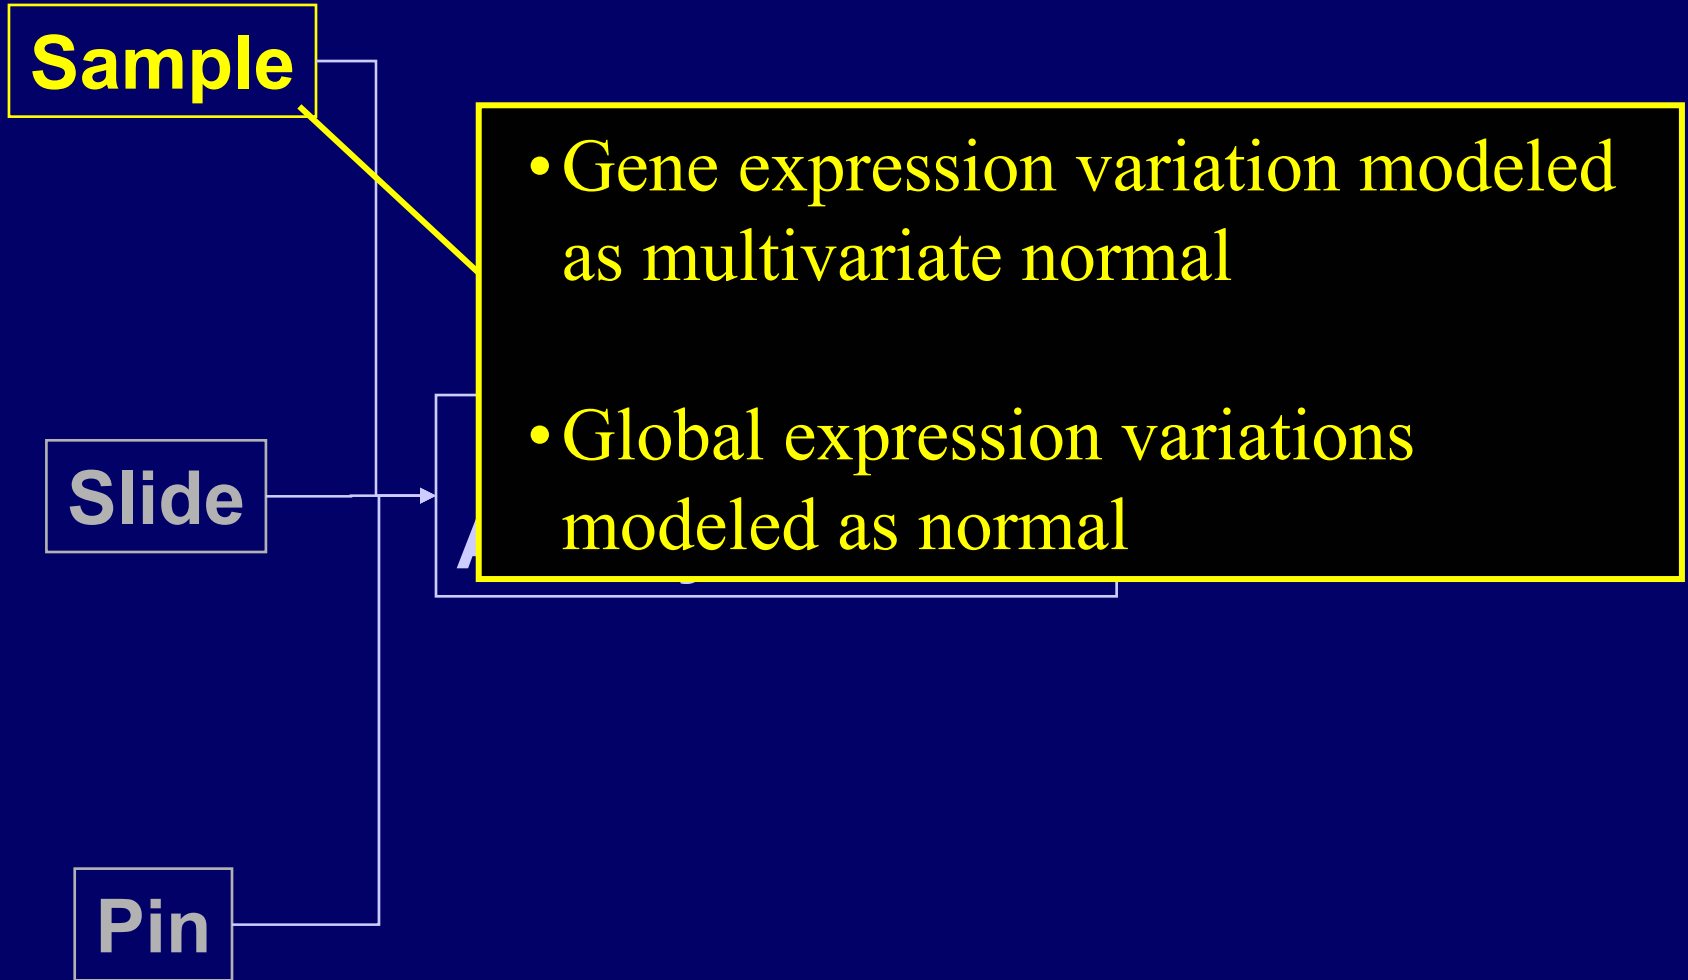 Sample
• Gene expression variation modeled
as multivariate normal
• Global expression variations
modeled as normal
Slide
Pin